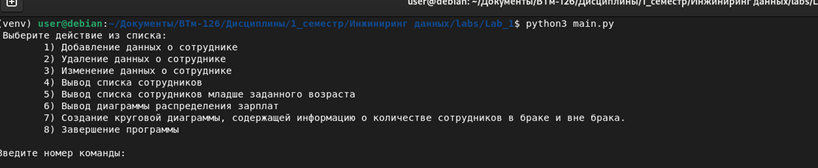 user@debian: ~/Документы/ВТм-126/Дисциплины/1_семестр/Инжиниринг данных/labs/L
(venv) user@debian:~/Документы/ВТм-126/Дисциплины/1_семестр/Инжиниринг данных/labs/Lab_1$ python3 main.py
Выберите действие из списка:
1) Добавление данных о сотруднике
2) Удаление данных о сотруднике
3) Изменение данных о сотруднике
4) Вывод списка сотрудников
5) Вывод списка сотрудников младше заданного возраста
6) Вывод диаграммы распределения зарплат
7) Создание круговой диаграммы, содержащей информацию о количестве сотрудников в браке и вне брака.
8) Завершение программы
Введите номер команды: